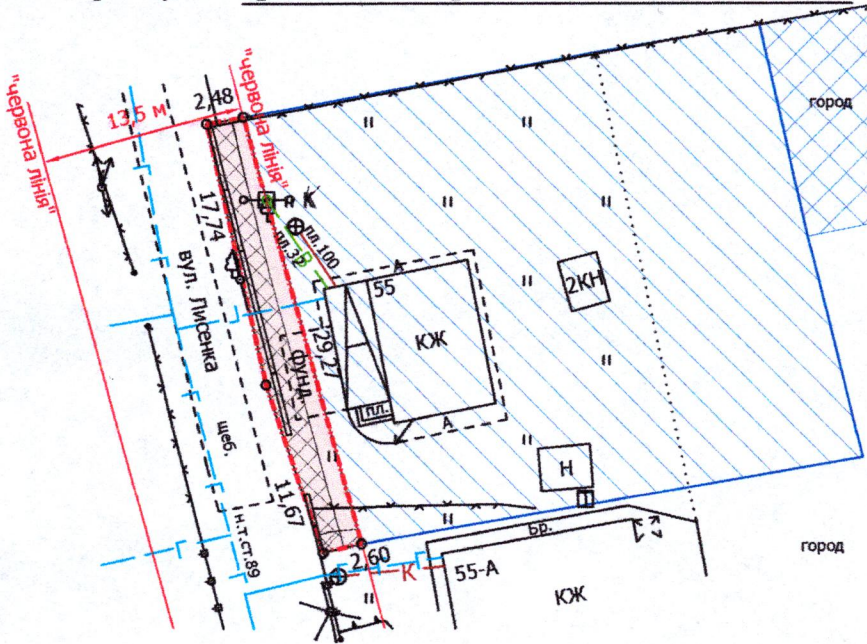 "червона лінія"
13,5 м
2,48
"червона лінія"
город
К
17,74
пл.32
В
пл.100
вул. Лисенка
55
А
2КН
КЖ
29,27
фунд.
пл.
А
щеб.
Н
11,67
н.т.ст.89
2,60
К
бр.
55-А
КЖ
город